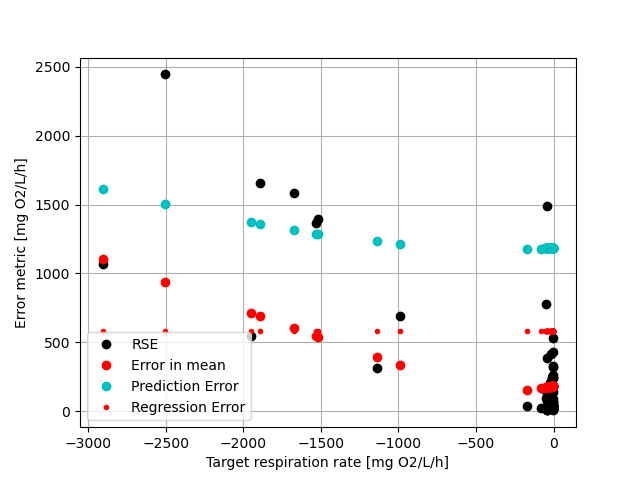 2500
2000
1500
1000
500
0
Error metric [mg O2/L/h]
RSE
Error in mean
Prediction Error
Regression Error
−3000 −2500 −2000 −1500 −1000 −500 0
Target respiration rate [mg O2/L/h]